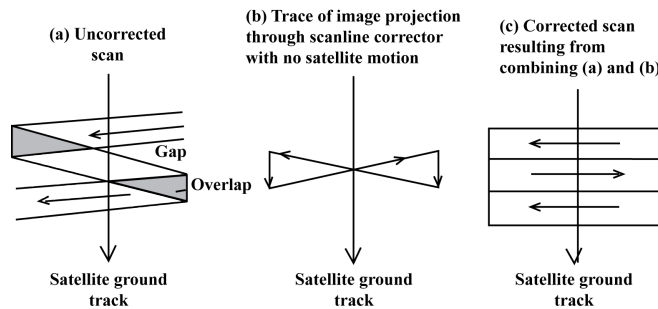 (a) Uncorrected
scan
(b) Trace of image projection
through scanline corrector
with no satellite motion
(c) Corrected scan
resulting from
combining (a) and (b)
Gap
Overlap
Satellite ground
track
Satellite ground
track
Satellite ground
track